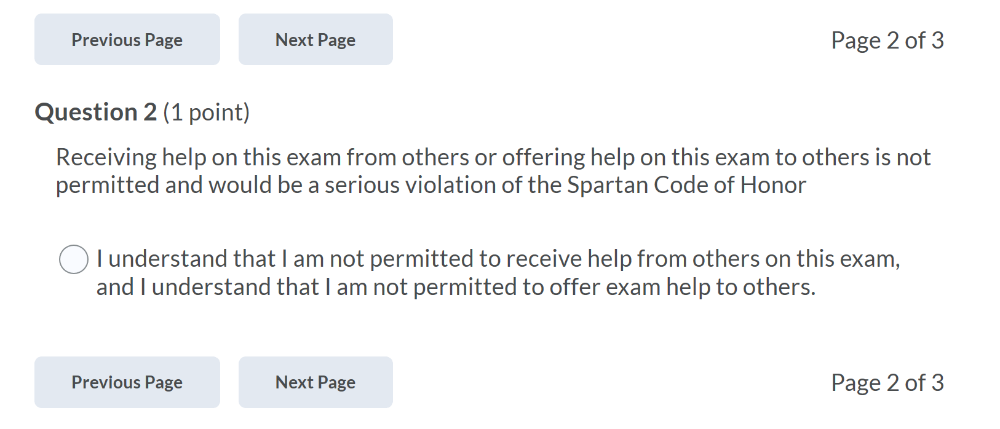 Previous Page Next Page Page 2 of 3
Question 2 (1 point)
Receiving help on this exam from others or offering help on this exam to others is not
permitted and would be a serious violation of the Spartan Code of Honor
I understand that I am not permitted to receive help from others on this exam,
and I understand that I am not permitted to offer exam help to others.
Previous Page Next Page Page 2 of 3